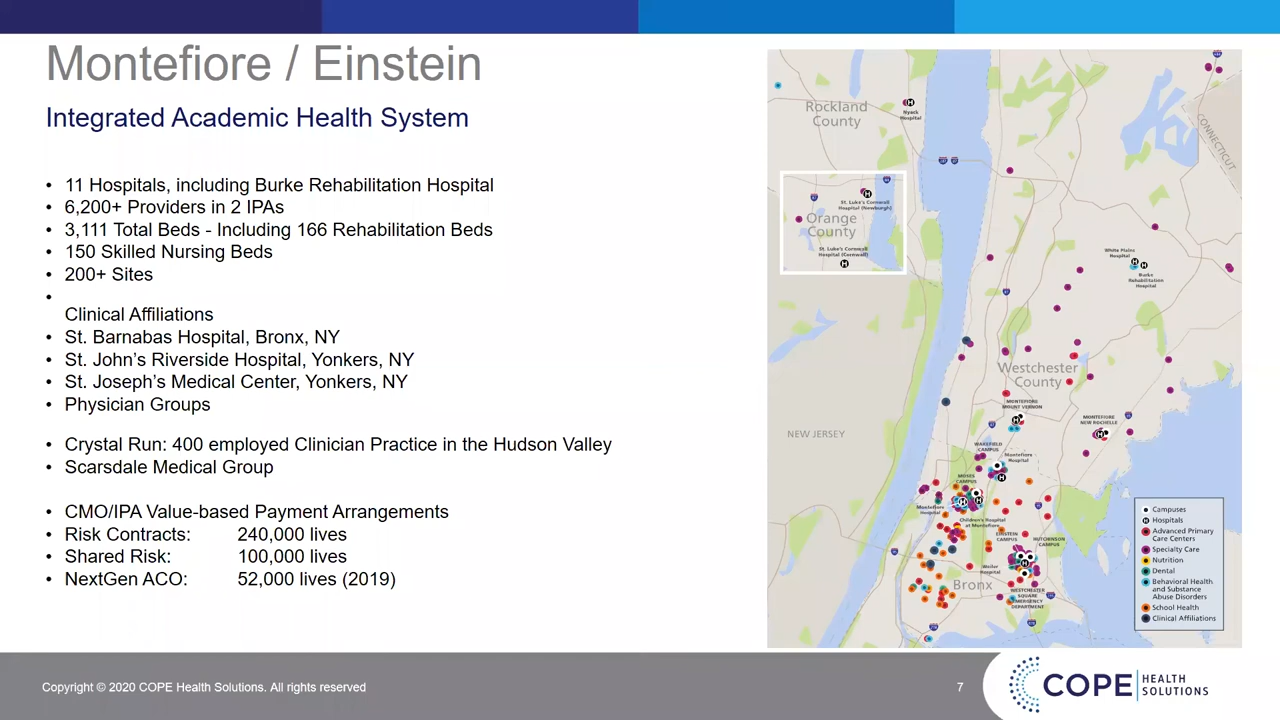 Montefiore / Einstein
Integrated Academic Health System
• 11 Hospitals, including Burke Rehabilitation Hospital
• 6,200+ Providers in 2 IPAs
• 3,111 Total Beds - Including 166 Rehabilitation Beds
• 150 Skilled Nursing Beds
• 200+ Sites
•
Clinical Affiliations
• St. Barnabas Hospital, Bronx, NY
• St. John’s Riverside Hospital, Yonkers, NY
• St. Joseph’s Medical Center, Yonkers, NY
• Physician Groups
• Crystal Run: 400 employed Clinician Practice in the Hudson Valley
• Scarsdale Medical Group
• CMO/IPA Value-based Payment Arrangements
• Risk Contracts: 240,000 lives
• Shared Risk: 100,000 lives
• NextGen ACO: 52,000 lives (2019)
Rockland
County
Nyack
Hospital
CONNECTICUT
St. Luke's Cornwall
Hospital (Newburgh)
Orange
County
St. Luke's Cornwall
Hospital (Cornwall)
White Plains
Hospital
Burke
Rehabilitation
Hospital
Westchester
County
MONTEFIORE
MOUNT VERNON
MONTEFIORE
NEW ROCHELLE
NEW JERSEY
WAKEFIELD
CAMPUS
Montefiore
Hospital
MOSES
CAMPUS
Montefiore
Hospital
Children's Hospital
at Montefiore
EINSTEIN
CAMPUS
HUTCHINSON
CAMPUS
Weiler
Hospital
Bronx
WESTCHESTER
SQUARE
EMERGENCY
DEPARTMENT
Campuses
H Hospitals
Advanced Primary
Care Centers
Specialty Care
Nutrition
Dental
Behavioral Health
and Substance
Abuse Disorders
School Health
Clinical Affiliations
Copyright © 2020 COPE Health Solutions. All rights reserved
7
COPE HEALTH
SOLUTIONS